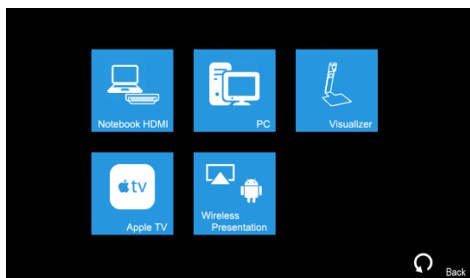 Notebook HDMI
PC
Visualizer
tv
Apple TV
Wireless
Presentation
Back